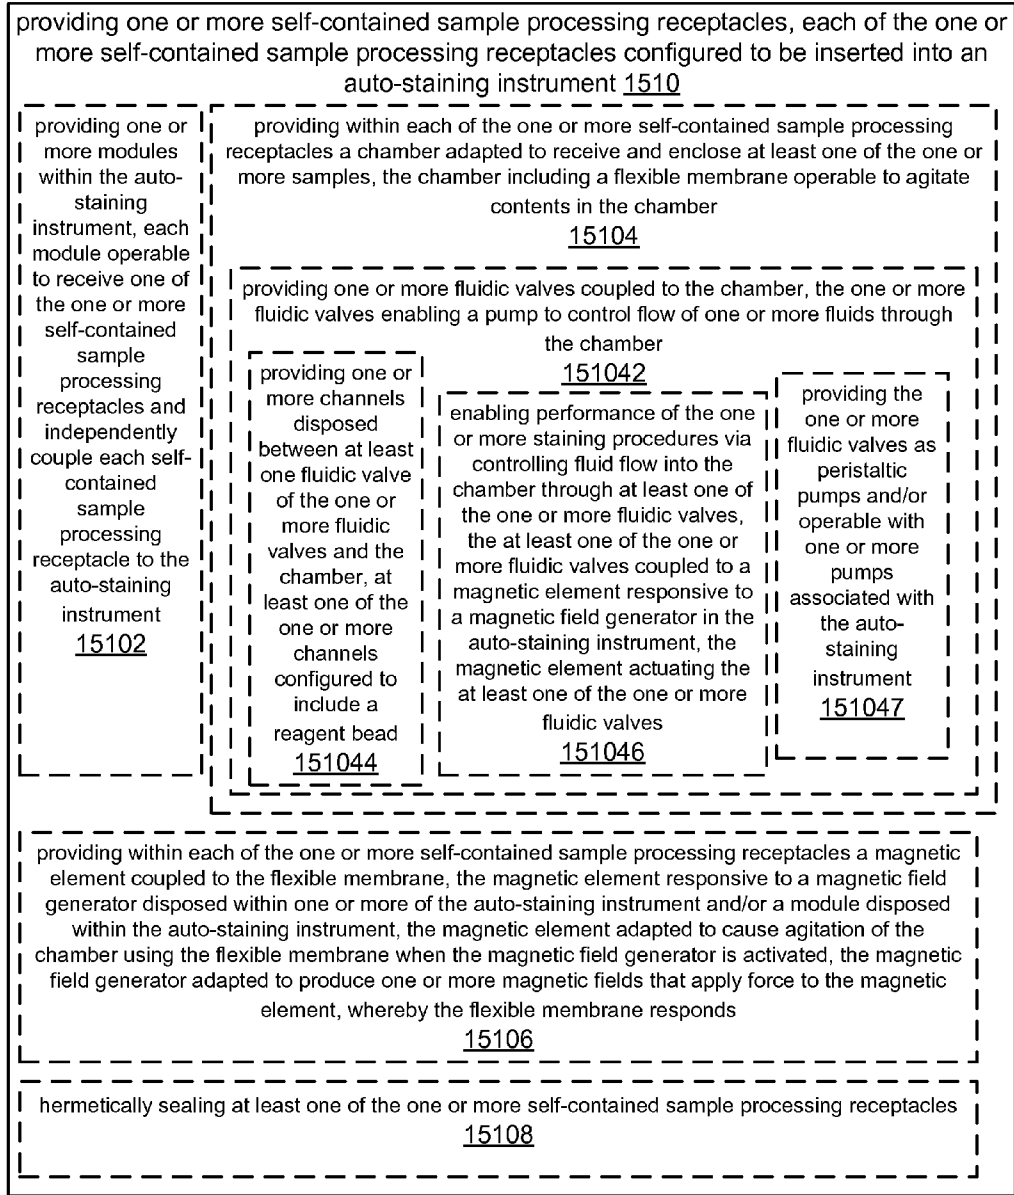 providing one or more self-contained sample processing receptacles, each of the one or
more self-contained sample processing receptacles configured to be inserted into an
auto-staining instrument 1510
providing one or
more modules
within the auto-
staining
instrument, each
module operable
to receive one of
the one or more
self-contained
sample
processing
receptacles and
independently
couple each self-
contained
sample
processing
receptacle to the
auto-staining
instrument
15102
providing within each of the one or more self-contained sample processing
receptacles a chamber adapted to receive and enclose at least one of the one or
more samples, the chamber including a flexible membrane operable to agitate
contents in the chamber
15104
providing one or more fluidic valves coupled to the chamber, the one or more
fluidic valves enabling a pump to control flow of one or more fluids through
the chamber
151042
providing one or
more channels
disposed
between at least
one fluidic valve
of the one or
more fluidic
valves and the
chamber, at
least one of the
one or more
channels
configured to
include a
reagent bead
151044
enabling performance of the one
or more staining procedures via
controlling fluid flow into the
chamber through at least one of
the one or more fluidic valves,
the at least one of the one or
more fluidic valves coupled to a
magnetic element responsive to
a magnetic field generator in the
auto-staining instrument, the
magnetic element actuating the
at least one of the one or more
fluidic valves
151046
providing the
one or more
fluidic valves as
peristaltic
pumps and/or
operable with
one or more
pumps
associated with
the auto-
staining
instrument
151047
providing within each of the one or more self-contained sample processing receptacles a magnetic
element coupled to the flexible membrane, the magnetic element responsive to a magnetic field
generator disposed within one or more of the auto-staining instrument and/or a module disposed
within the auto-staining instrument, the magnetic element adapted to cause agitation of the
chamber using the flexible membrane when the magnetic field generator is activated, the magnetic
field generator adapted to produce one or more magnetic fields that apply force to the magnetic
element, whereby the flexible membrane responds
15106
hermetically sealing at least one of the one or more self-contained sample processing receptacles
15108